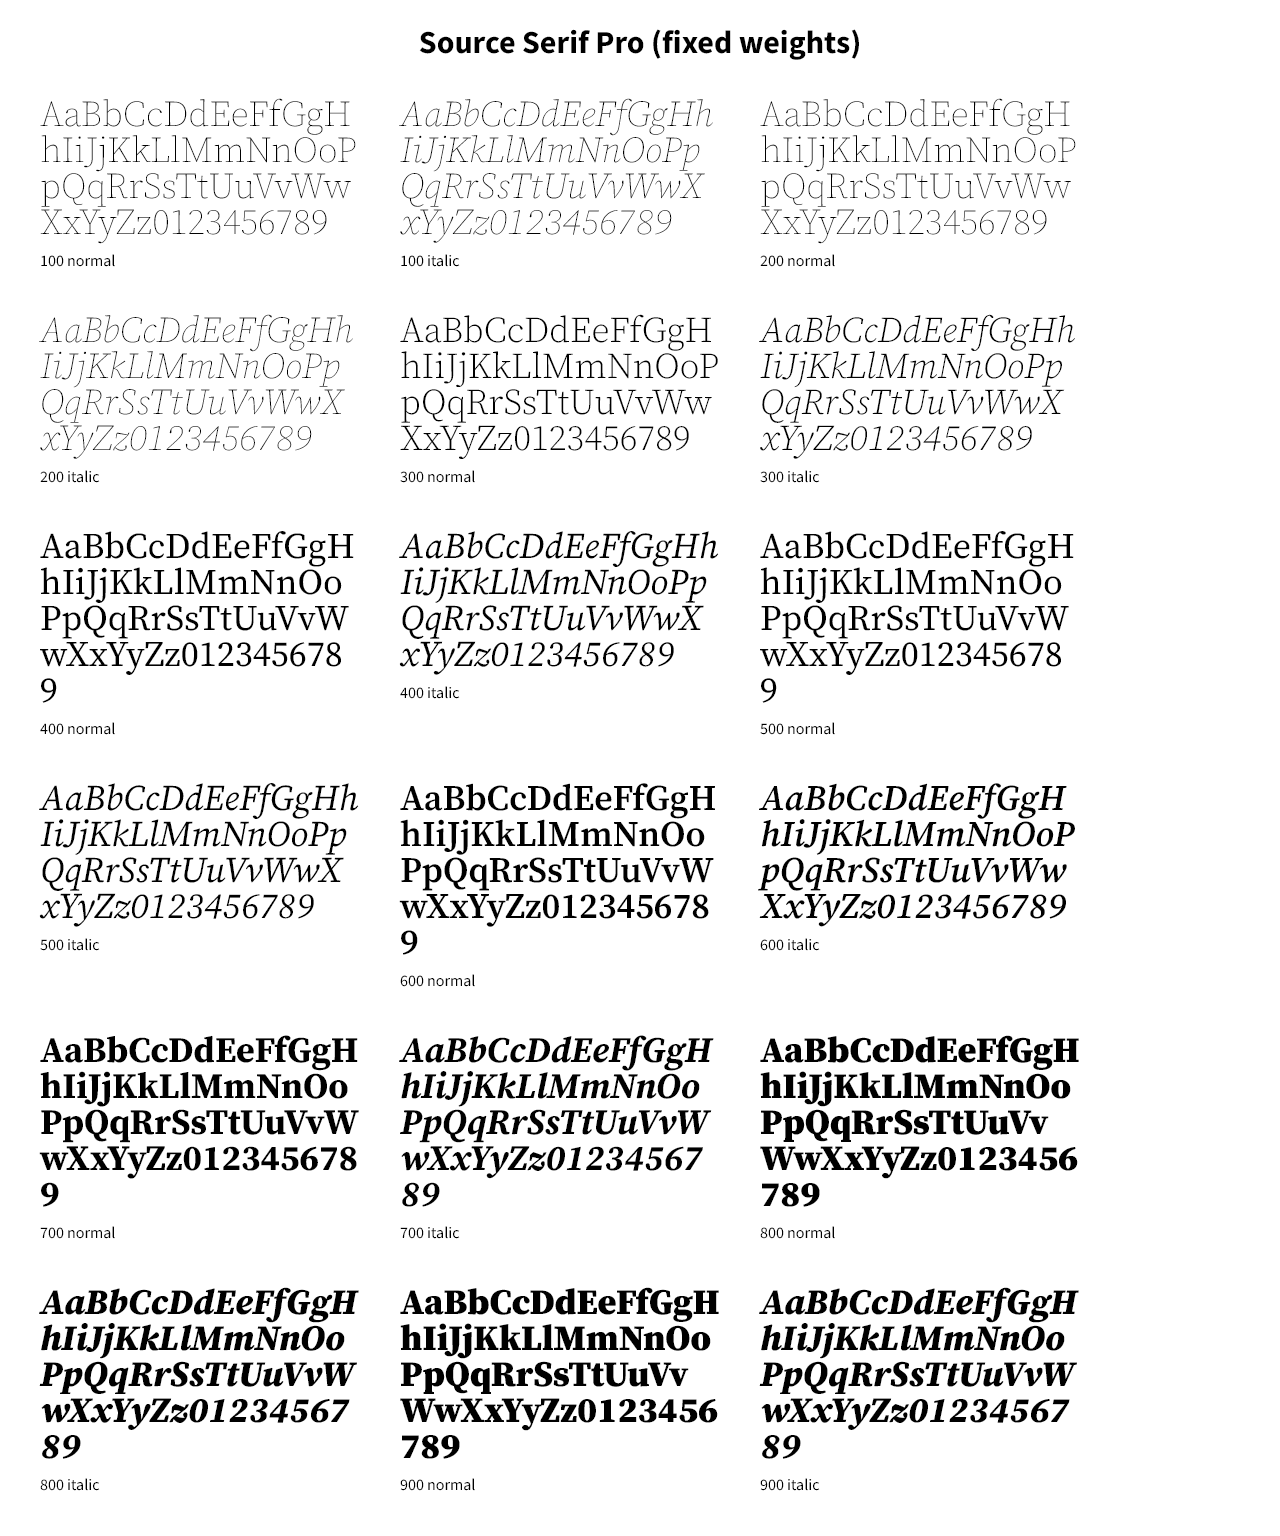 Source Serif Pro (fixed weights)
AaBbCcDdEeFfGgH
hIiJjKkLlMmNnOoP
pQqRrSsTtUuVvWw
XxYyZz0123456789
100 normal
AaBbCcDdEeFfGgHh
IiJjKkLlMmNnOoPp
QqRrSsTtUuVvWwX
xYyZz0123456789
100 italic
AaBbCcDdEeFfGgH
hIiJjKkLlMmNnOoP
pQqRrSsTtUuVvWw
XxYyZz0123456789
200 normal
AaBbCcDdEeFfGgHh
IiJjKkLlMmNnOoPp
QqRrSsTtUuVvWwX
xYyZz0123456789
200 italic
AaBbCcDdEeFfGgH
hIiJjKkLlMmNnOoP
pQqRrSsTtUuVvWw
XxYyZz0123456789
300 normal
AaBbCcDdEeFfGgHh
IiJjKkLlMmNnOoPp
QqRrSsTtUuVvWwX
xYyZz0123456789
300 italic
AaBbCcDdEeFfGgH
hIiJjKkLlMmNnOo
PpQqRrSsTtUuVvW
wXxYyZz012345678
9
400 normal
AaBbCcDdEeFfGgHh
IiJjKkLlMmNnOoPp
QqRrSsTtUuVvWwX
xYyZz0123456789
400 italic
AaBbCcDdEeFfGgH
hIiJjKkLlMmNnOo
PpQqRrSsTtUuVvW
wXxYyZz012345678
9
500 normal
AaBbCcDdEeFfGgHh
IiJjKkLlMmNnOoPp
QqRrSsTtUuVvWwX
xYyZz0123456789
500 italic
AaBbCcDdEeFfGgH
hIiJjKkLlMmNnOo
PpQqRrSsTtUuVvW
wXxYyZz012345678
9
600 normal
AaBbCcDdEeFfGgH
hIiJjKkLlMmNnOoP
pQqRrSsTtUuVvWw
XxYyZz0123456789
600 italic
AaBbCcDdEeFfGgH
hIiJjKkLlMmNnOo
PpQqRrSsTtUuVvW
wXxYyZz012345678
9
700 normal
AaBbCcDdEeFfGgH
hIiJjKkLlMmNnOo
PpQqRrSsTtUuVvW
wXxYyZz01234567
89
700 italic
AaBbCcDdEeFfGgH
hIiJjKkLlMmNnOo
PpQqRrSsTtUuVv
WwXxYyZz0123456
789
800 normal
AaBbCcDdEeFfGgH
hIiJjKkLlMmNnOo
PpQqRrSsTtUuVvW
wXxYyZz01234567
89
800 italic
AaBbCcDdEeFfGgH
hIiJjKkLlMmNnOo
PpQqRrSsTtUuVv
WwXxYyZz0123456
789
900 normal
AaBbCcDdEeFfGgH
hIiJjKkLlMmNnOo
PpQqRrSsTtUuVvW
wXxYyZz01234567
89
900 italic